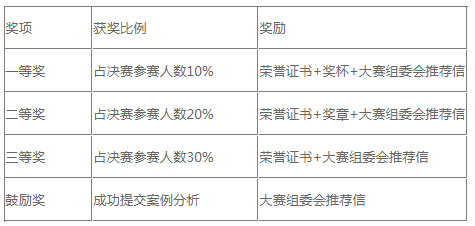 奖项 获奖比例 奖励
一等奖 占决赛参赛人数10% 荣誉证书+奖杯+大赛组委会推荐信
二等奖 占决赛参赛人数20% 荣誉证书+奖章+大赛组委会推荐信
三等奖 占决赛参赛人数30% 荣誉证书+大赛组委会推荐信
鼓励奖 成功提交案例分析 大赛组委会推荐信